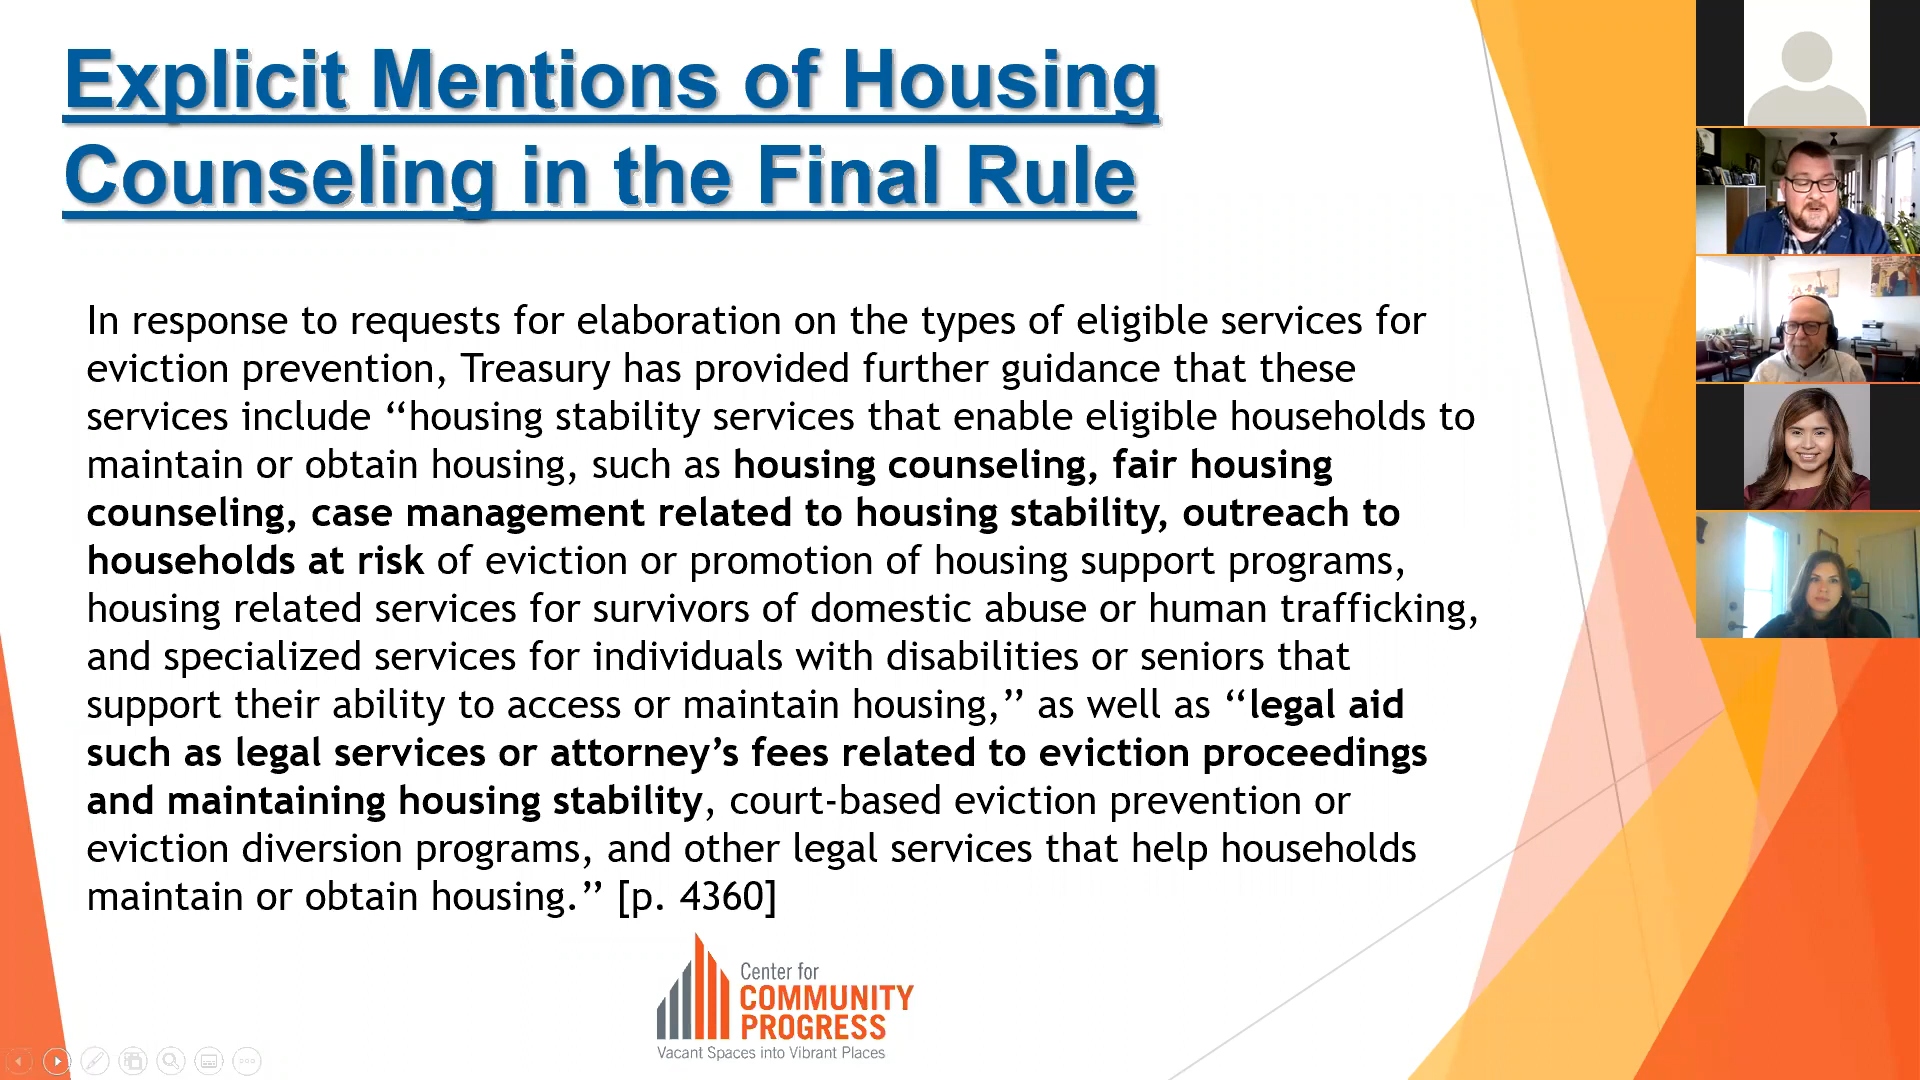 Explicit Mentions of Housing
Counseling in the Final Rule
In response to requests for elaboration on the types of eligible services for
eviction prevention, Treasury has provided further guidance that these
services include “housing stability services that enable eligible households to
maintain or obtain housing, such as housing counseling, fair housing
counseling, case management related to housing stability, outreach to
households at risk of eviction or promotion of housing support programs,
housing related services for survivors of domestic abuse or human trafficking,
and specialized services for individuals with disabilities or seniors that
support their ability to access or maintain housing,” as well as “legal aid
such as legal services or attorney’s fees related to eviction proceedings
and maintaining housing stability, court-based eviction prevention or
eviction diversion programs, and other legal services that help households
maintain or obtain housing.” [p. 4360]
Center for
COMMUNITY
PROGRESS
Vacant Spaces into Vibrant Places